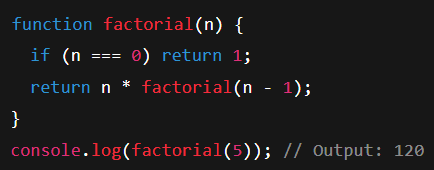 function factorial(n) {
  if (n === 0) return 1;
  return n * factorial(n - 1);
}
console.log(factorial(5)); // Output: 120